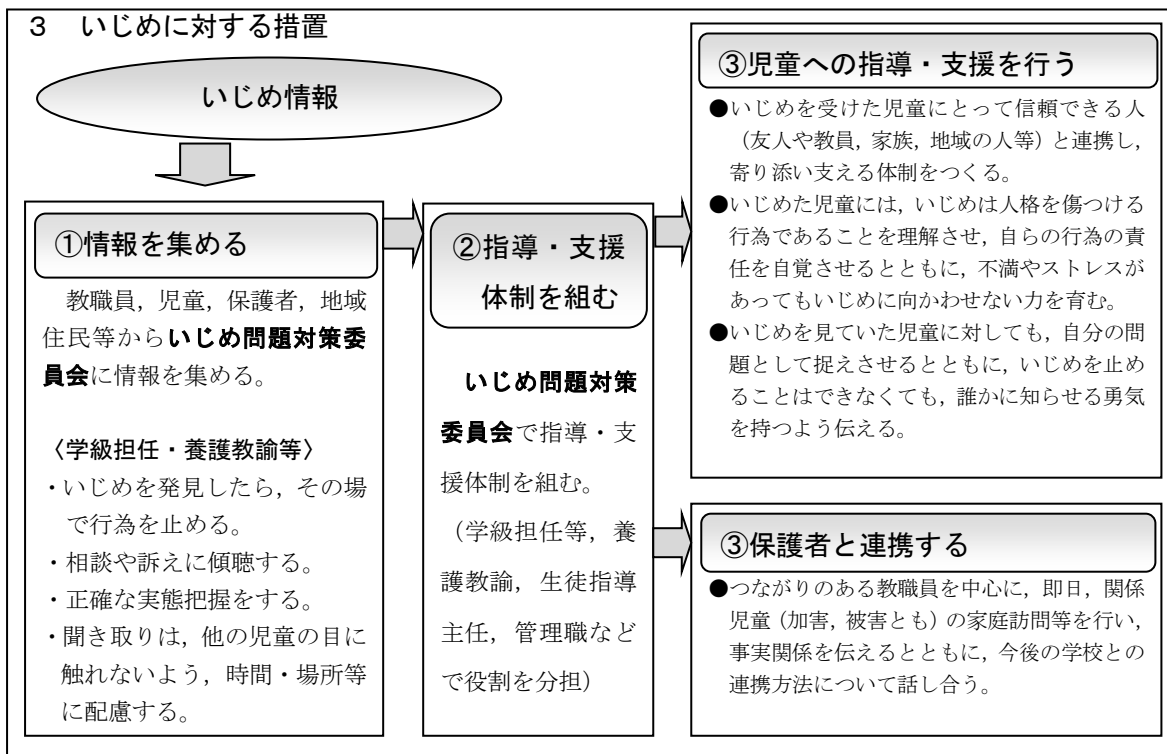 ３　いじめに対する措置
いじめ情報
①情報を集める
教職員，児童，保護者，地域
住民等からいじめ問題対策委
員会に情報を集める。
〈学級担任・養護教諭等〉
・いじめを発見したら，その場
で行為を止める。
・相談や訴えに傾聴する。
・正確な実態把握をする。
・聞き取りは，他の児童の目に
触れないよう，時間・場所等
に配慮する。
②指導・支援
体制を組む
いじめ問題対策
委員会で指導・支
援体制を組む。
（学級担任等，養
護教諭，生徒指導
主任，管理職など
で役割を分担）
③児童への指導・支援を行う
●いじめを受けた児童にとって信頼できる人
（友人や教員，家族，地域の人等）と連携し，
寄り添い支える体制をつくる。
●いじめた児童には，いじめは人格を傷つける
行為であることを理解させ，自らの行為の責
任を自覚させるとともに，不満やストレスが
あってもいじめに向かわせない力を育む。
●いじめを見ていた児童に対しても，自分の問
題として捉えさせるとともに，いじめを止め
ることはできなくても，誰かに知らせる勇気
を持つよう伝える。
③保護者と連携する
●つながりのある教職員を中心に，即日，関係
児童（加害，被害とも）の家庭訪問等を行い，
事実関係を伝えるとともに，今後の学校との
連携方法について話し合う。